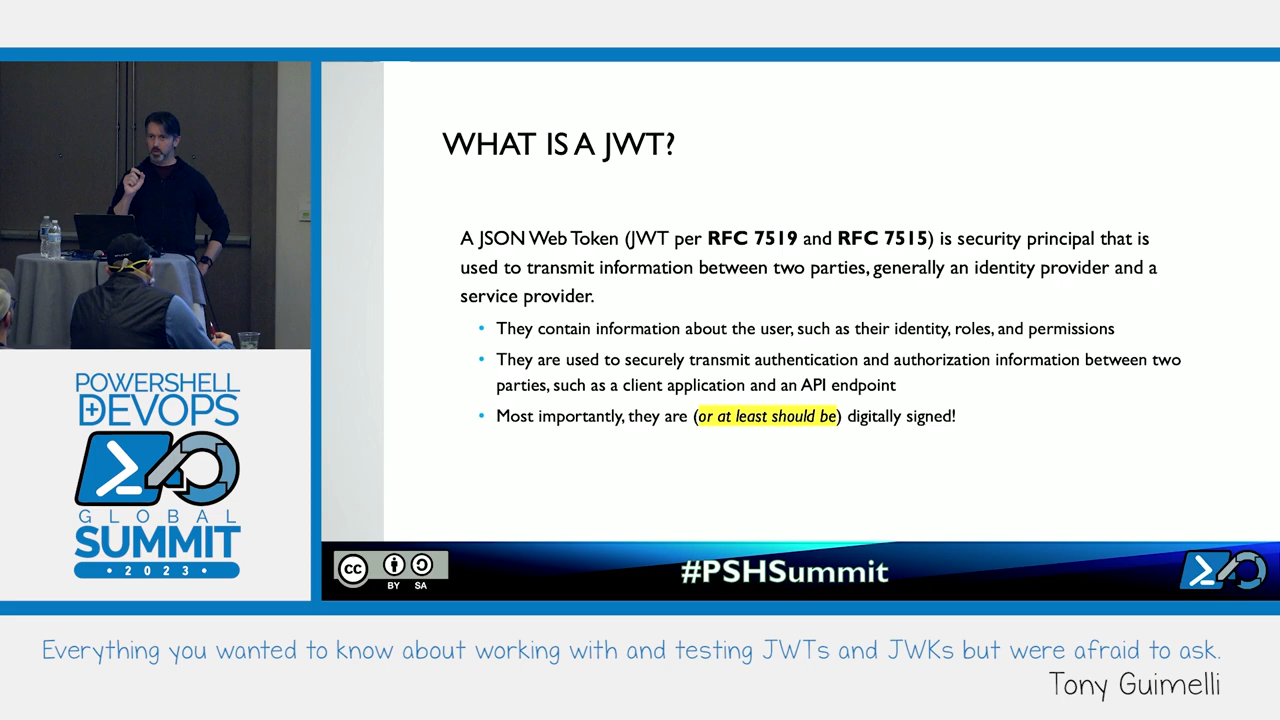 WHAT IS A JWT?
A JSON Web Token (JWT per RFC 7519 and RFC 7515) is security principal that is
used to transmit information between two parties, generally an identity provider and a
service provider.
• They contain information about the user, such as their identity, roles, and permissions
• They are used to securely transmit authentication and authorization information between two
parties, such as a client application and an API endpoint
• Most importantly, they are (or at least should be) digitally signed!
POWERSHELL
+DEVOPS
GLOBAL
SUMMIT
• 2023 •
cc
BY SA
#PSHSummit
Everything you wanted to know about working with and testing JWTs and JWKs but were afraid to ask.
Tony Guimelli